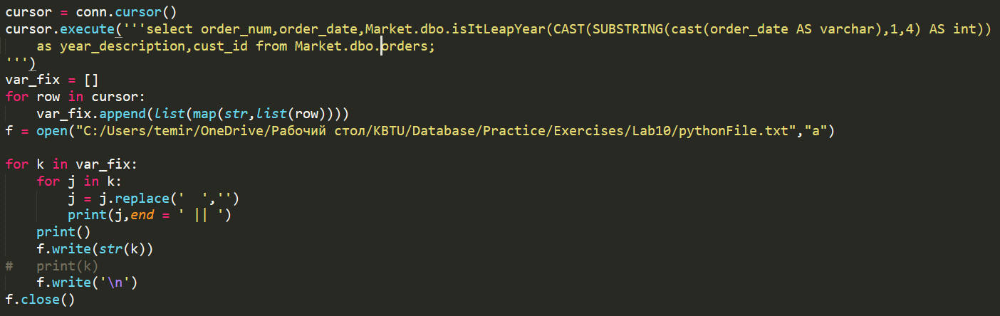 cursor = conn.cursor()
cursor.execute('''select order_num,order_date,Market.dbo.isItLeapYear(CAST(SUBSTRING(cast(order_date AS varchar),1,4) AS int))
    as year_description,cust_id from Market.dbo.orders;
''')
var_fix = []
for row in cursor:
    var_fix.append(list(map(str,list(row))))
f = open("C:/Users/temir/OneDrive/Рабочий стол/KBTU/Database/Practice/Exercises/Lab10/pythonFile.txt","a")

for k in var_fix:
    for j in k:
        j = j.replace('  ','')
        print(j,end = ' || ')
    print()
    f.write(str(k))
#   print(k)
    f.write('\n')
f.close()